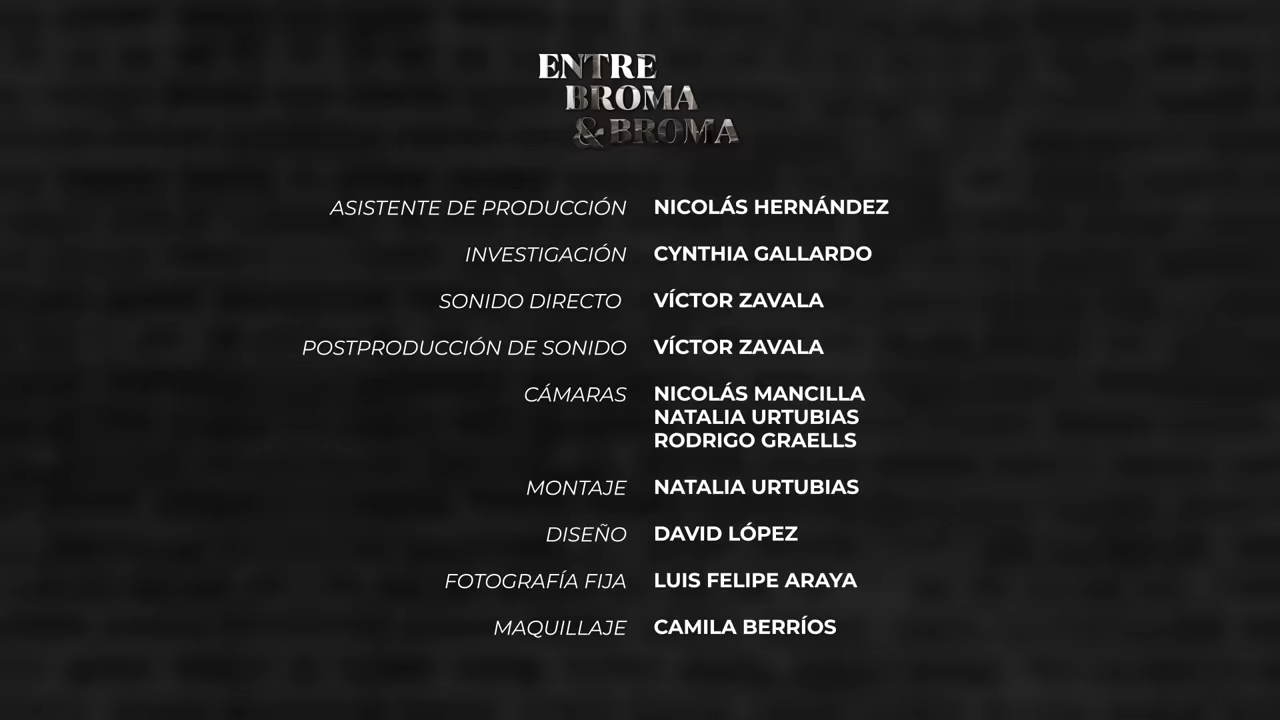 ENTRE
BROMA
& BROMA
ASISTENTE DE PRODUCCIÓN NICOLÁS HERNÁNDEZ
INVESTIGACIÓN CYNTHIA GALLARDO
SONIDO DIRECTO VÍCTOR ZAVALA
POSTPRODUCCIÓN DE SONIDO VÍCTOR ZAVALA
CÁMARAS NICOLÁS MANCILLA
NATALIA URTUBIAS
RODRIGO GRAELLS
MONTAJE NATALIA URTUBIAS
DISEÑO DAVID LÓPEZ
FOTOGRAFÍA FIJA LUIS FELIPE ARAYA
MAQUILLAJE CAMILA BERRÍOS